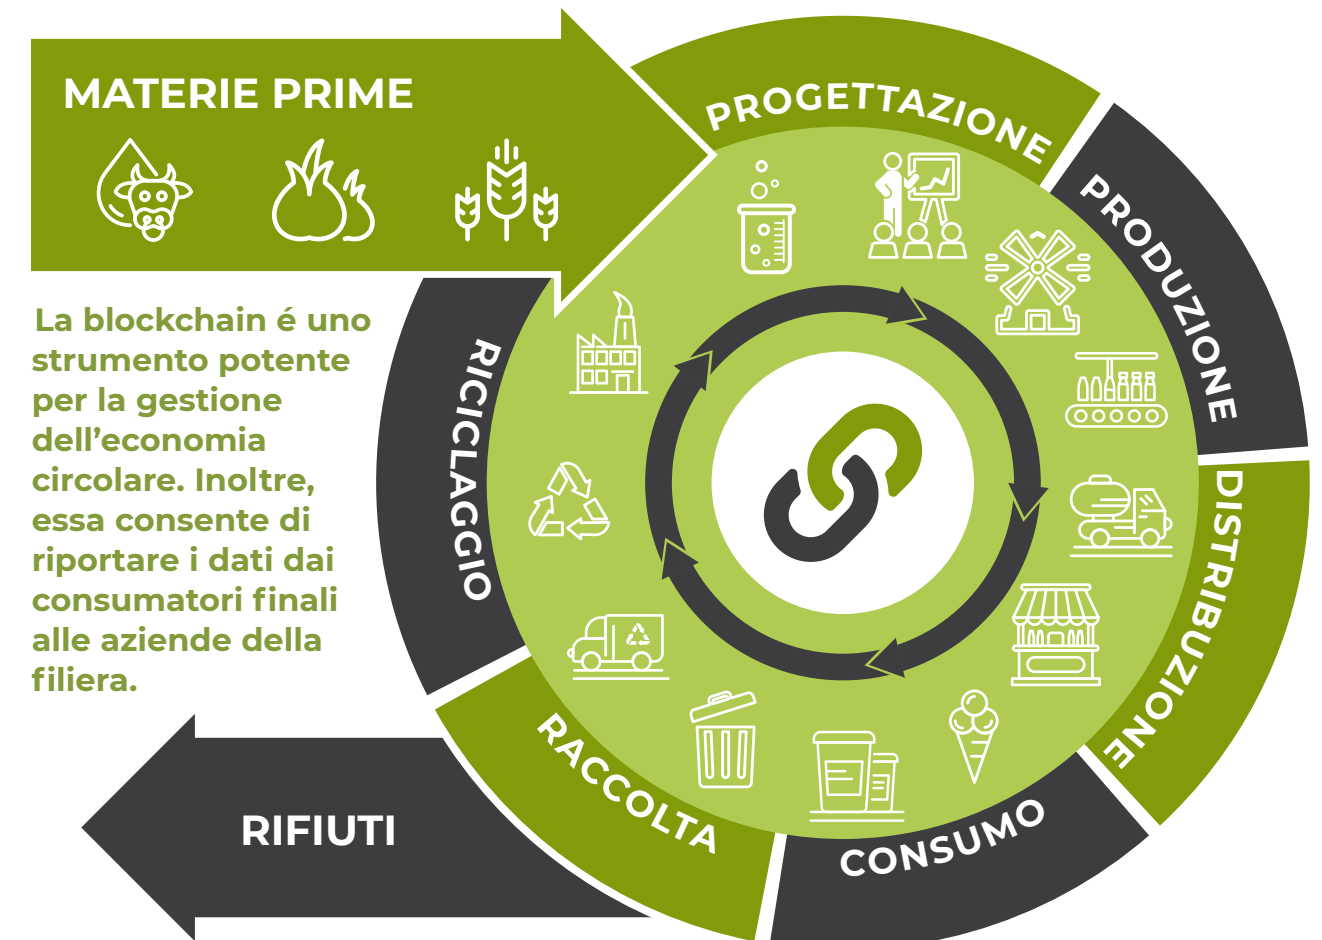 MATERIE PRIME
PROGETTAZIONE
PRODUZIONE
DISTRIBUZIONE
CONSUMO
RACCOLTA
RICICLAGGIO
La blockchain é uno
strumento potente
per la gestione
dell’economia
circolare. Inoltre,
essa consente di
riportare i dati dai
consumatori finali
alle aziende della
filiera.
RIFIUTI